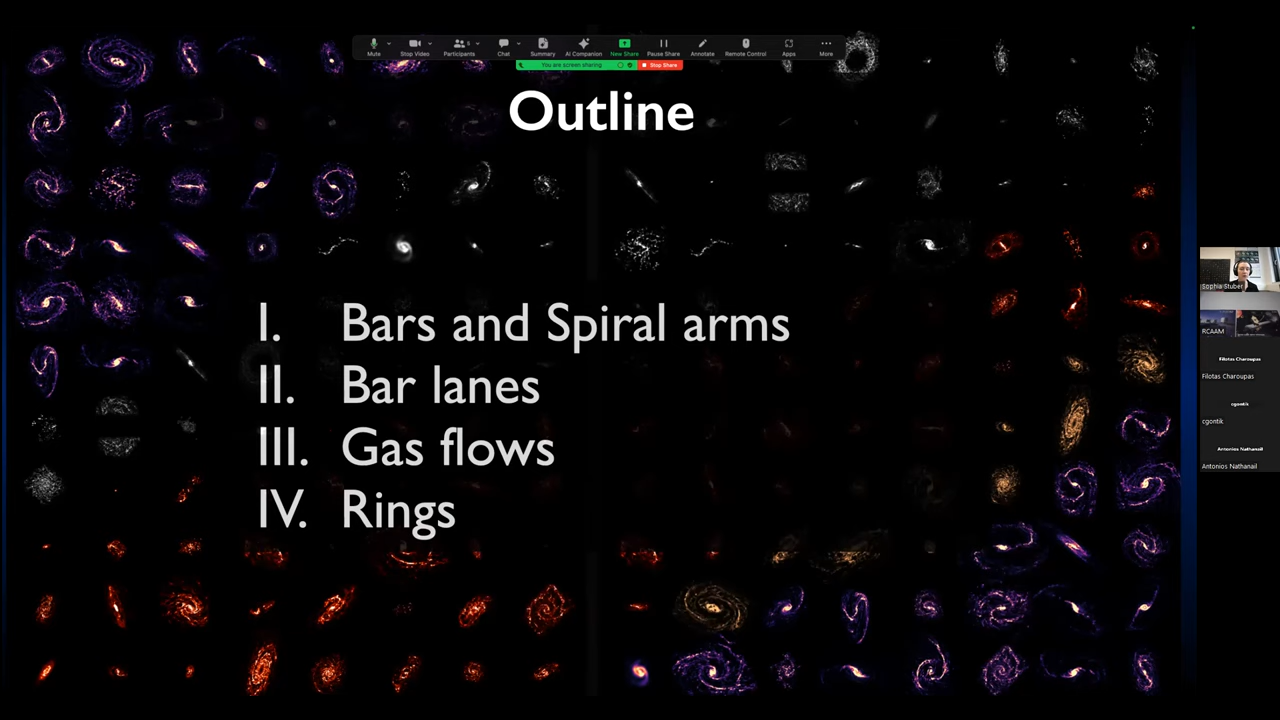 Mute
Stop Video
Participants
Chat
Summary
AI Companion
New Share
Pause Share
Annotate
Remote Control
Apps
More
You are screen sharing
Stop Share
Outline
I. Bars and Spiral arms
II. Bar lanes
III. Gas flows
IV. Rings
Sophia Stuber
RCAAM
Filotas Charoupas
Filotas Charoupas
cgontik
cgontik
Antonios Nathanail
Antonios Nathanail